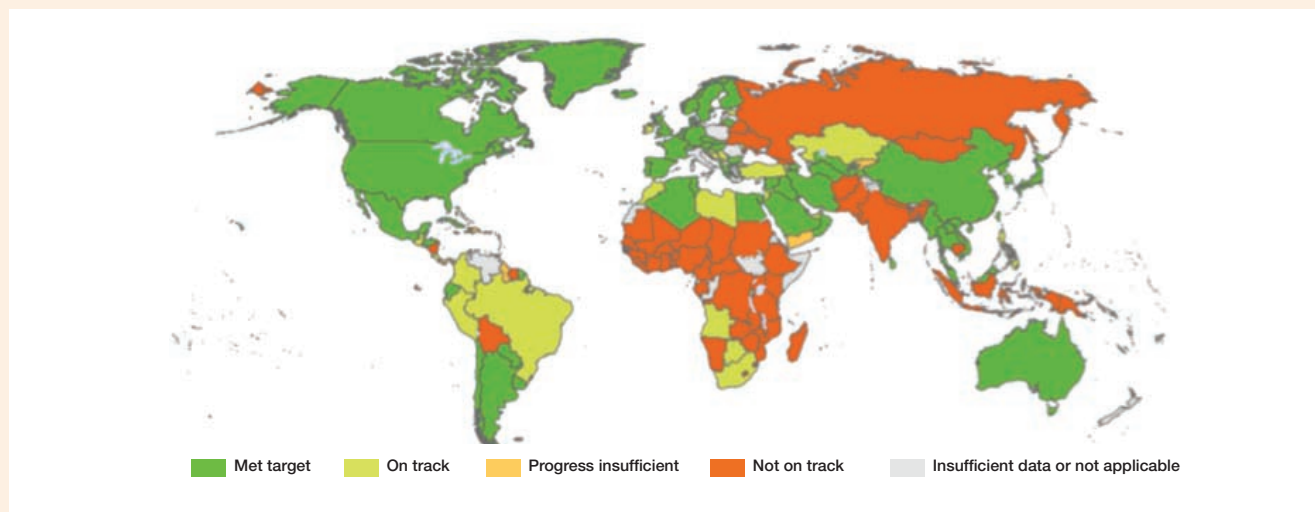 Met target
On track
Progress insufficient
Not on track
Insufficient data or not applicable